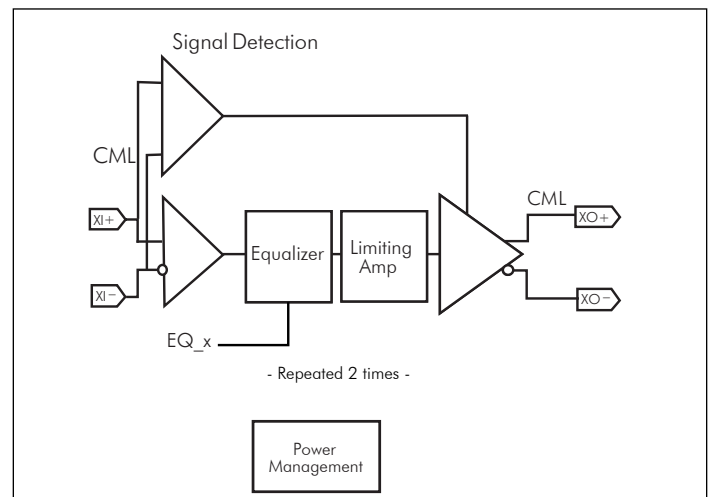 Signal Detection
CML
XI+
XI-
CML
XO+
XO-
Equalizer
Limiting
Amp
EQ_x
- Repeated 2 times -
Power
Management